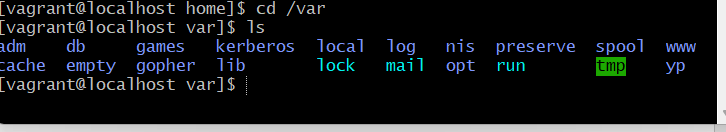 [vagrant@localhost home]$ cd /var
[vagrant@localhost var]$ ls
adm db games kerberos local log nis preserve spool www
cache empty gopher lib lock mail opt run tmp yp
[vagrant@localhost var]$